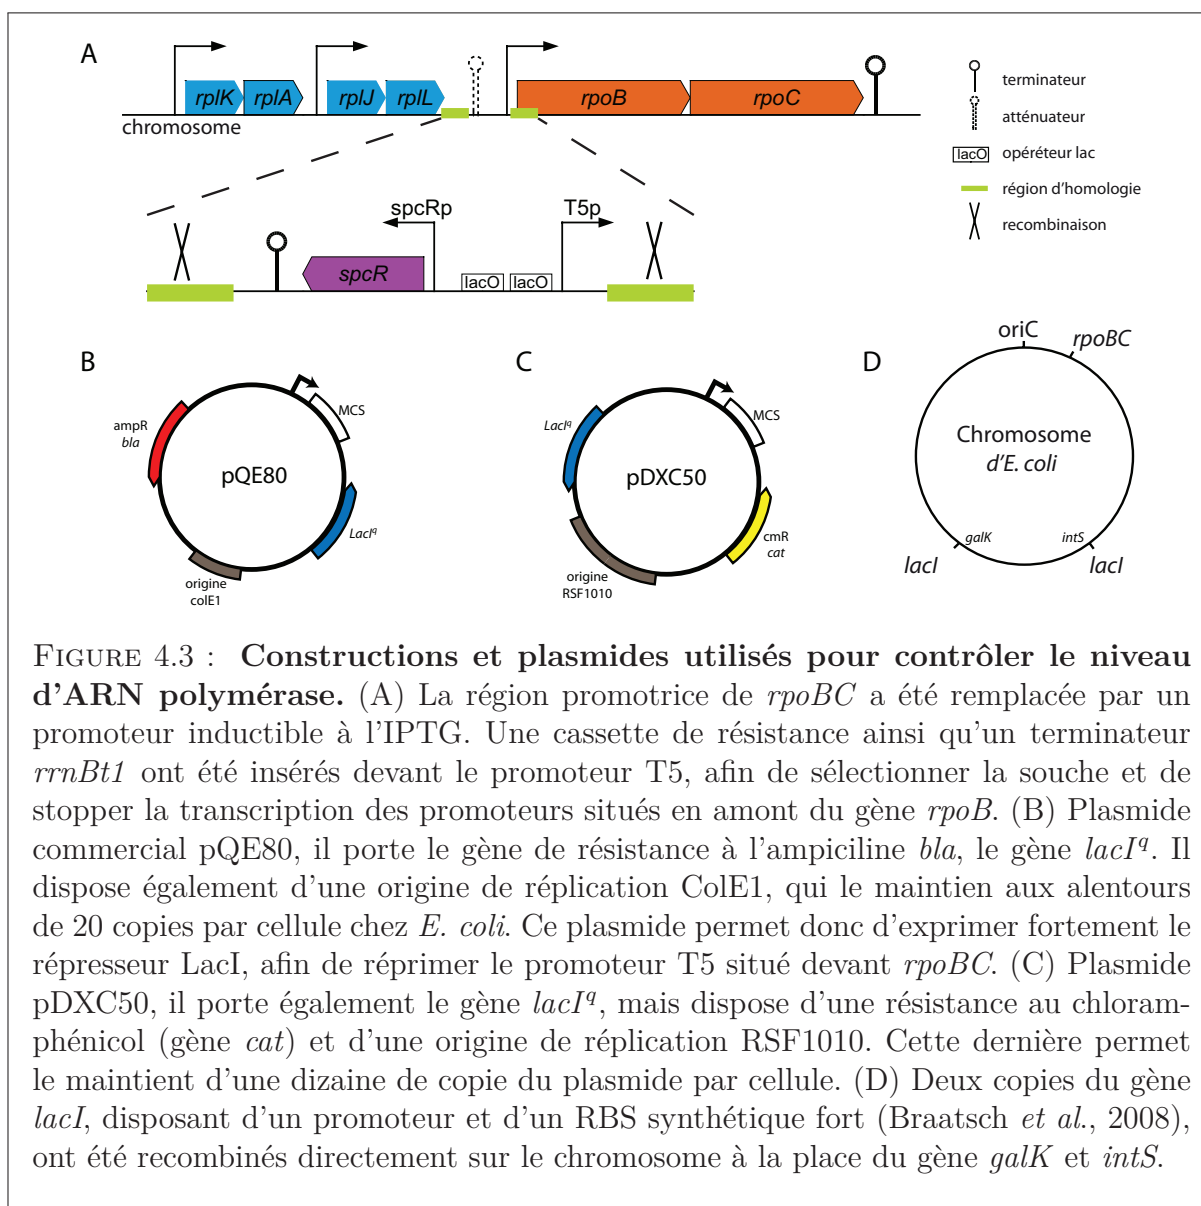 A
rplK
rplA
rplJ
rplL
rpoB
rpoC
chromosome
terminateur
atténuateur
lacO
opéréteur lac
région d'homologie
recombinaison
spcRp
T5p
spcR
lacO
lacO
B
ampR
bla
MCS
pQE80
LacIq
origine
colE1
C
LacIq
MCS
pDXC50
cmR
cat
origine
RSF1010
D
oriC
rpoBC
Chromosome
d'E. coli
galK
intS
lacI
lacI
FIGURE 4.3 : Constructions et plasmides utilisés pour contrôler le niveau
d'ARN polymérase. (A) La région promotrice de rpoBC a été remplacée par un
promoteur inductible à l'IPTG. Une cassette de résistance ainsi qu'un terminateur
rrnBt1 ont été insérés devant le promoteur T5, afin de sélectionner la souche et de
stopper la transcription des promoteurs situés en amont du gène rpoB. (B) Plasmide
commercial pQE80, il porte le gène de résistance à l'ampiciline bla, le gène lacIq. Il
dispose également d'une origine de réplication ColE1, qui le maintien aux alentours
de 20 copies par cellule chez E. coli. Ce plasmide permet donc d'exprimer fortement le
répresseur LacI, afin de réprimer le promoteur T5 situé devant rpoBC. (C) Plasmide
pDXC50, il porte également le gène lacIq, mais dispose d'une résistance au chloram-
phénicol (gène cat) et d'une origine de réplication RSF1010. Cette dernière permet
le maintient d'une dizaine de copie du plasmide par cellule. (D) Deux copies du gène
lacI, disposant d'un promoteur et d'un RBS synthétique fort (Braatsch et al., 2008),
ont été recombinés directement sur le chromosome à la place du gène galK et intS.